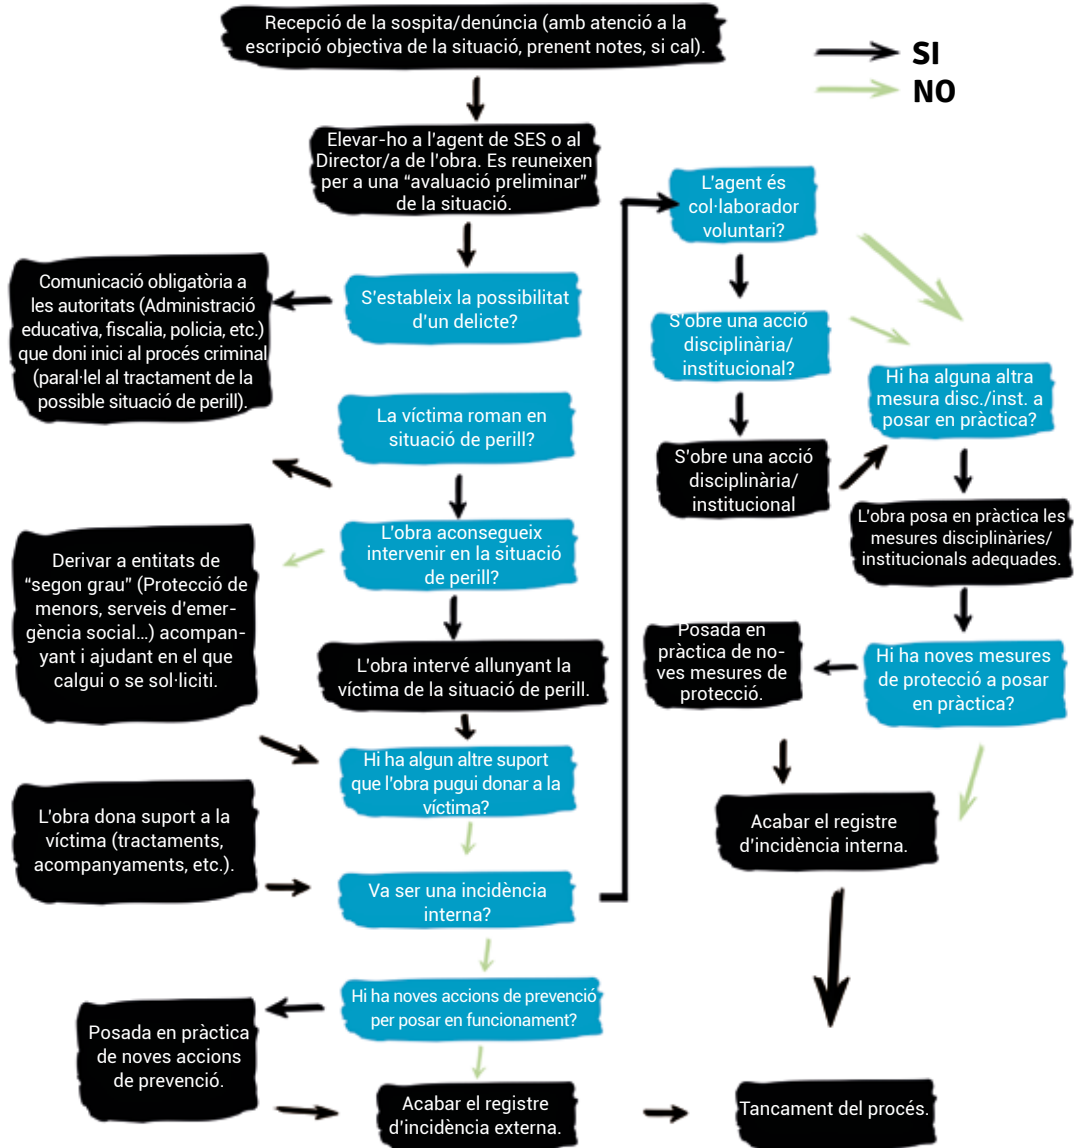 Recepció de la sospita/denúncia (amb atenció a la
escripció objectiva de la situació, prenent notes, si cal).
SI
NO
Elevar-ho a l'agent de SES o al
Director/a de l'obra. Es reuneixen
per a una “avaluació preliminar”
de la situació.
L'agent és
col·laborador
voluntari?
Comunicació obligatòria a
les autoritats (Administració
educativa, fiscalia, policia, etc.)
que doni inici al procés criminal
(paral·lel al tractament de la
possible situació de perill).
S'estableix la possibilitat
d'un delicte?
S'obre una acció
disciplinària/
institucional?
Hi ha alguna altra
mesura disc./inst. a
posar en pràctica?
La víctima roman en
situació de perill?
S'obre una acció
disciplinària/
institucional
L'obra posa en pràctica les
mesures disciplinàries/
institucionals adequades.
L'obra aconsegueix
intervenir en la situació
de perill?
Derivar a entitats de
“segon grau” (Protecció de
menors, serveis d'emer-
gència social...) acompan-
yant i ajudant en el que
calgui o se sol·liciti.
L'obra intervé allunyant la
víctima de la situació de perill.
Posada en
pràctica de no-
ves mesures de
protecció.
Hi ha noves mesures
de protecció a posar
en pràctica?
Hi ha algun altre suport
que l'obra pugui donar a la
víctima?
L'obra dona suport a la
víctima (tractaments,
acompanyaments, etc.).
Acabar el registre
d'incidència interna.
Va ser una incidència
interna?
Hi ha noves accions de prevenció
per posar en funcionament?
Posada en pràctica
de noves accions
de prevenció.
Acabar el registre
d'incidència externa.
Tancament del procés.